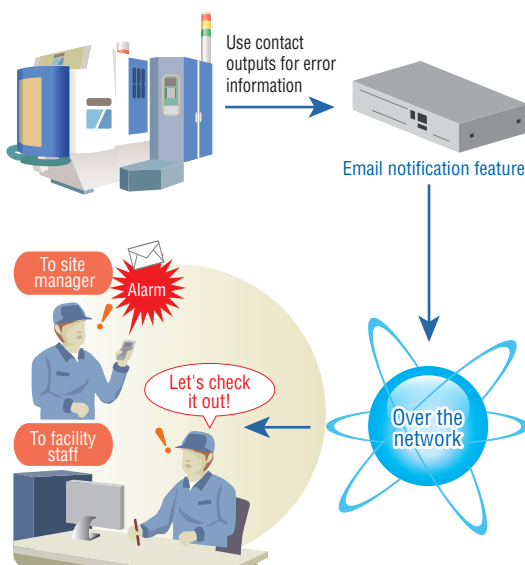 Use contact
outputs for error
information
Email notification feature
To site
manager
Alarm
Let's check
it out!
Over the
network
To facility
staff